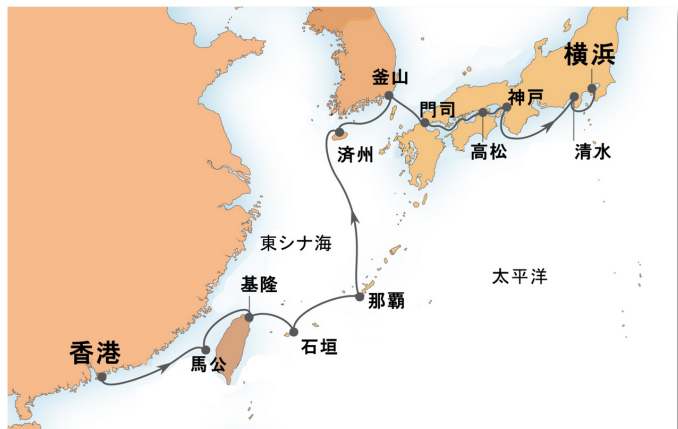 横浜
釜山
神戸
門司
済州
高松
清水
東シナ海
太平洋
基隆
那覇
香港
石垣
馬公